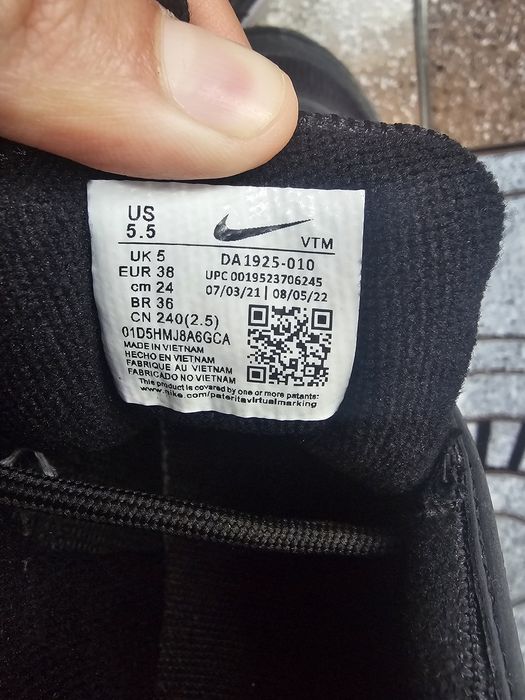 US
5.5
VTM
UK 5
EUR 38
cm 24
BR 36
CN 240(2.5)
01D5HMJ8A6GCA
DA1925-010
UPC 0019523706245
07/03/21 | 08/05/22
MADE IN VIETNAM
HECHO EN VIETNAM
FABRIQUE AU VIETNAM
FABRICADO NO VIETNAM
This product is covered by one or more patents:
www.nike.com/patentsvirtualmarking